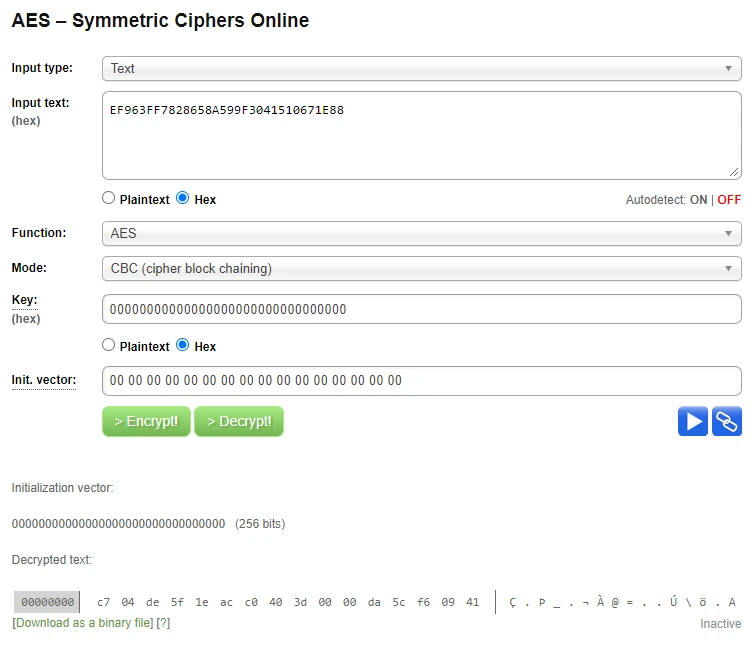 AES – Symmetric Ciphers Online
Input type: Text
Input text: EF963FF7828658A599F3041510671E88
(hex)
Plaintext Hex Autodetect: ON | OFF
Function: AES
Mode: CBC (cipher block chaining)
Key: 00000000000000000000000000000000
(hex)
Plaintext Hex
Init. vector: 00 00 00 00 00 00 00 00 00 00 00 00 00 00 00 00
> Encrypt! > Decrypt!
Initialization vector:
00000000000000000000000000000000 (256 bits)
Decrypted text:
00000000 c7 04 de 5f 1e ac c0 40 3d 00 00 da 5c f6 09 41 Ç . Þ _ . ¬ À @ = . . Ú \ ö . A
[Download as a binary file] [?] Inactive